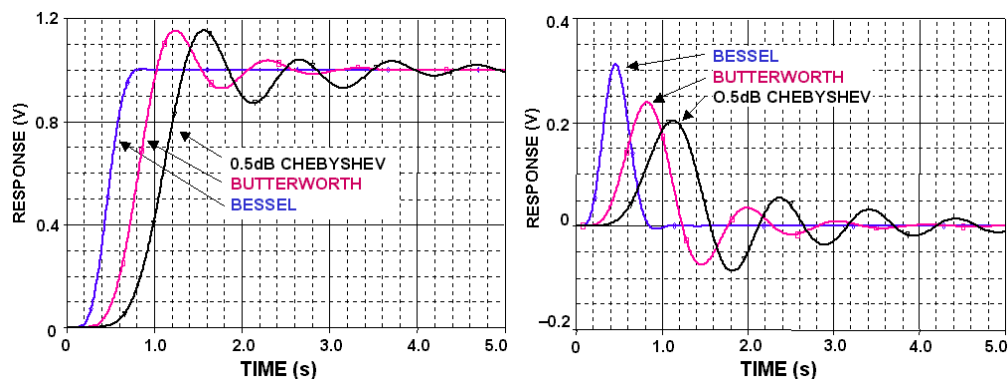 1.2
0.8
0.4
0
RESPONSE (V)
0.5dB CHEBYSHEV
BUTTERWORTH
BESSEL
0 1.0 2.0 3.0 4.0 5.0
TIME (s)
0.4
0.2
0
–0.2
RESPONSE (V)
BESSEL
BUTTERWORTH
O.5dB CHEBYSHEV
0 1.0 2.0 3.0 4.0 5.0
TIME (s)